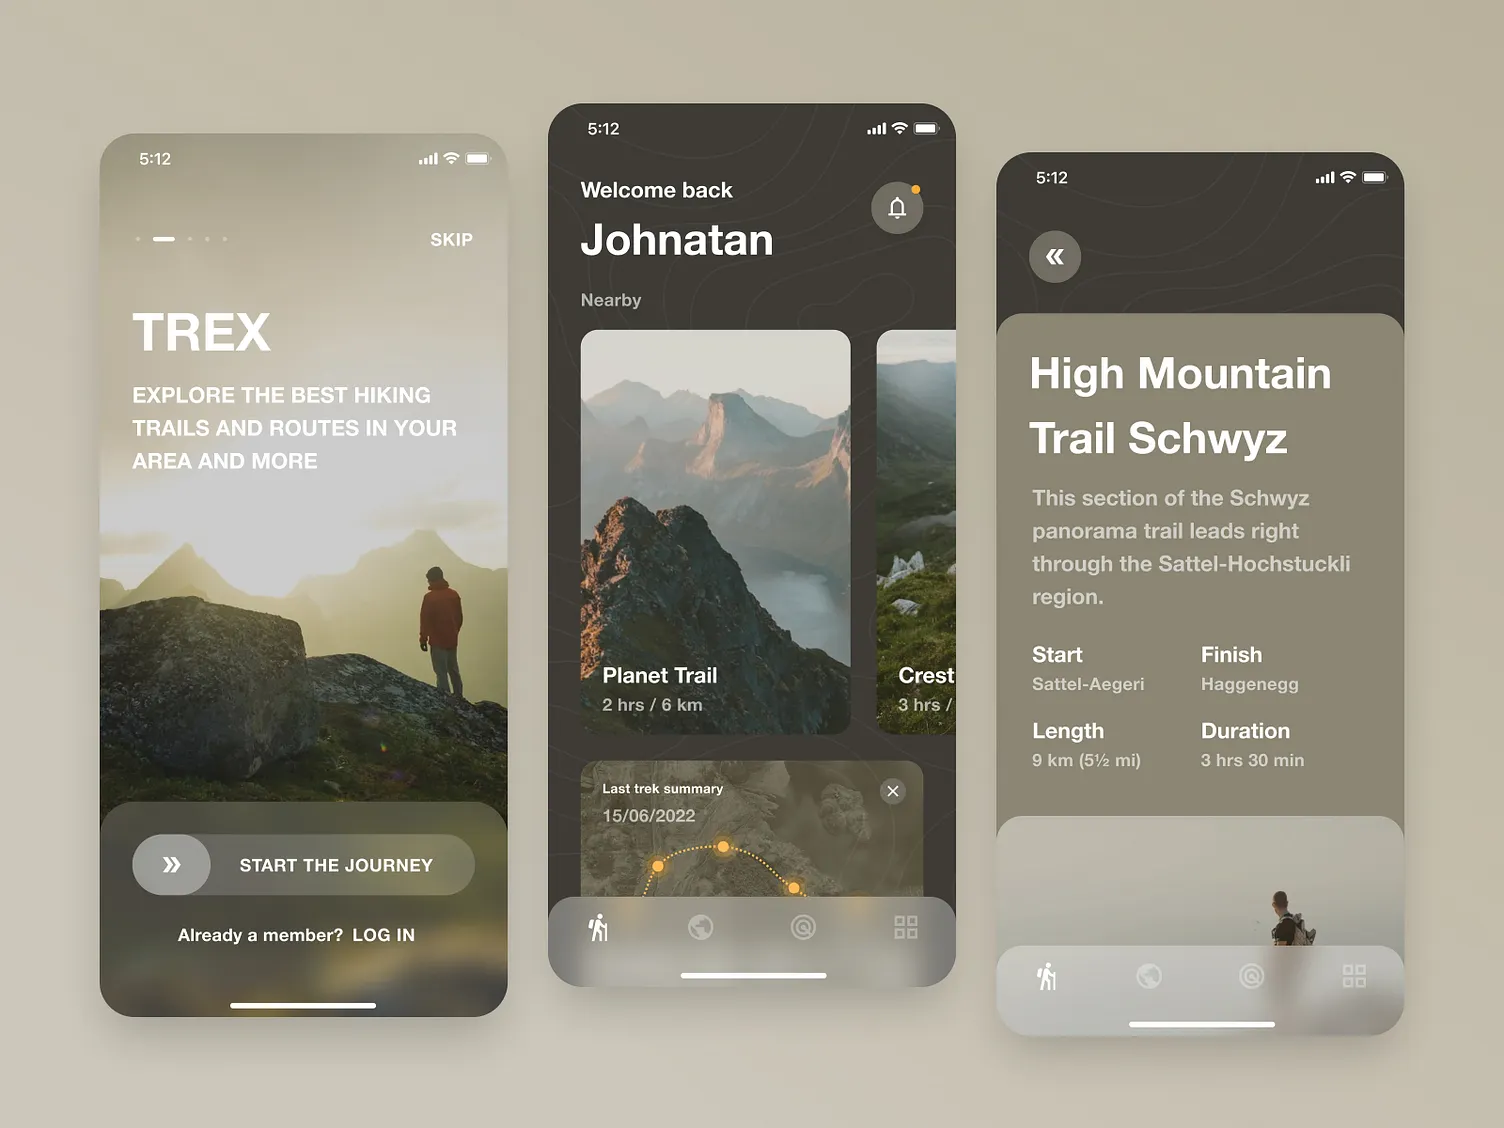 5:12
SKIP
TREX
EXPLORE THE BEST HIKING
TRAILS AND ROUTES IN YOUR
AREA AND MORE
START THE JOURNEY
Already a member? LOG IN
5:12
Welcome back
Johnatan
Nearby
Planet Trail
2 hrs / 6 km
Crest
3 hrs /
Last trek summary
15/06/2022
5:12
High Mountain
Trail Schwyz
This section of the Schwyz
panorama trail leads right
through the Sattel-Hochstuckli
region.
Start
Sattel-Aegeri
Finish
Haggenegg
Length
9 km (5½ mi)
Duration
3 hrs 30 min